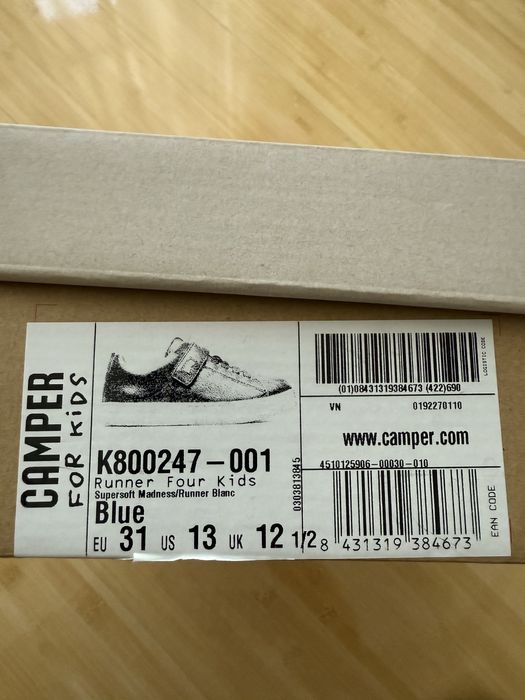 CAMPER
FOR KIDS
K800247-001
Runner Four Kids
Supersoft Madness/Runner Blanc
Blue
EU 31 US 13 UK 12 1/2
0303813845
(01)08431319384673 (422)690
LOGISTIC CODE
VN 0192270110
www.camper.com
4510125906-00030-010
8 431319 384673
EAN CODE